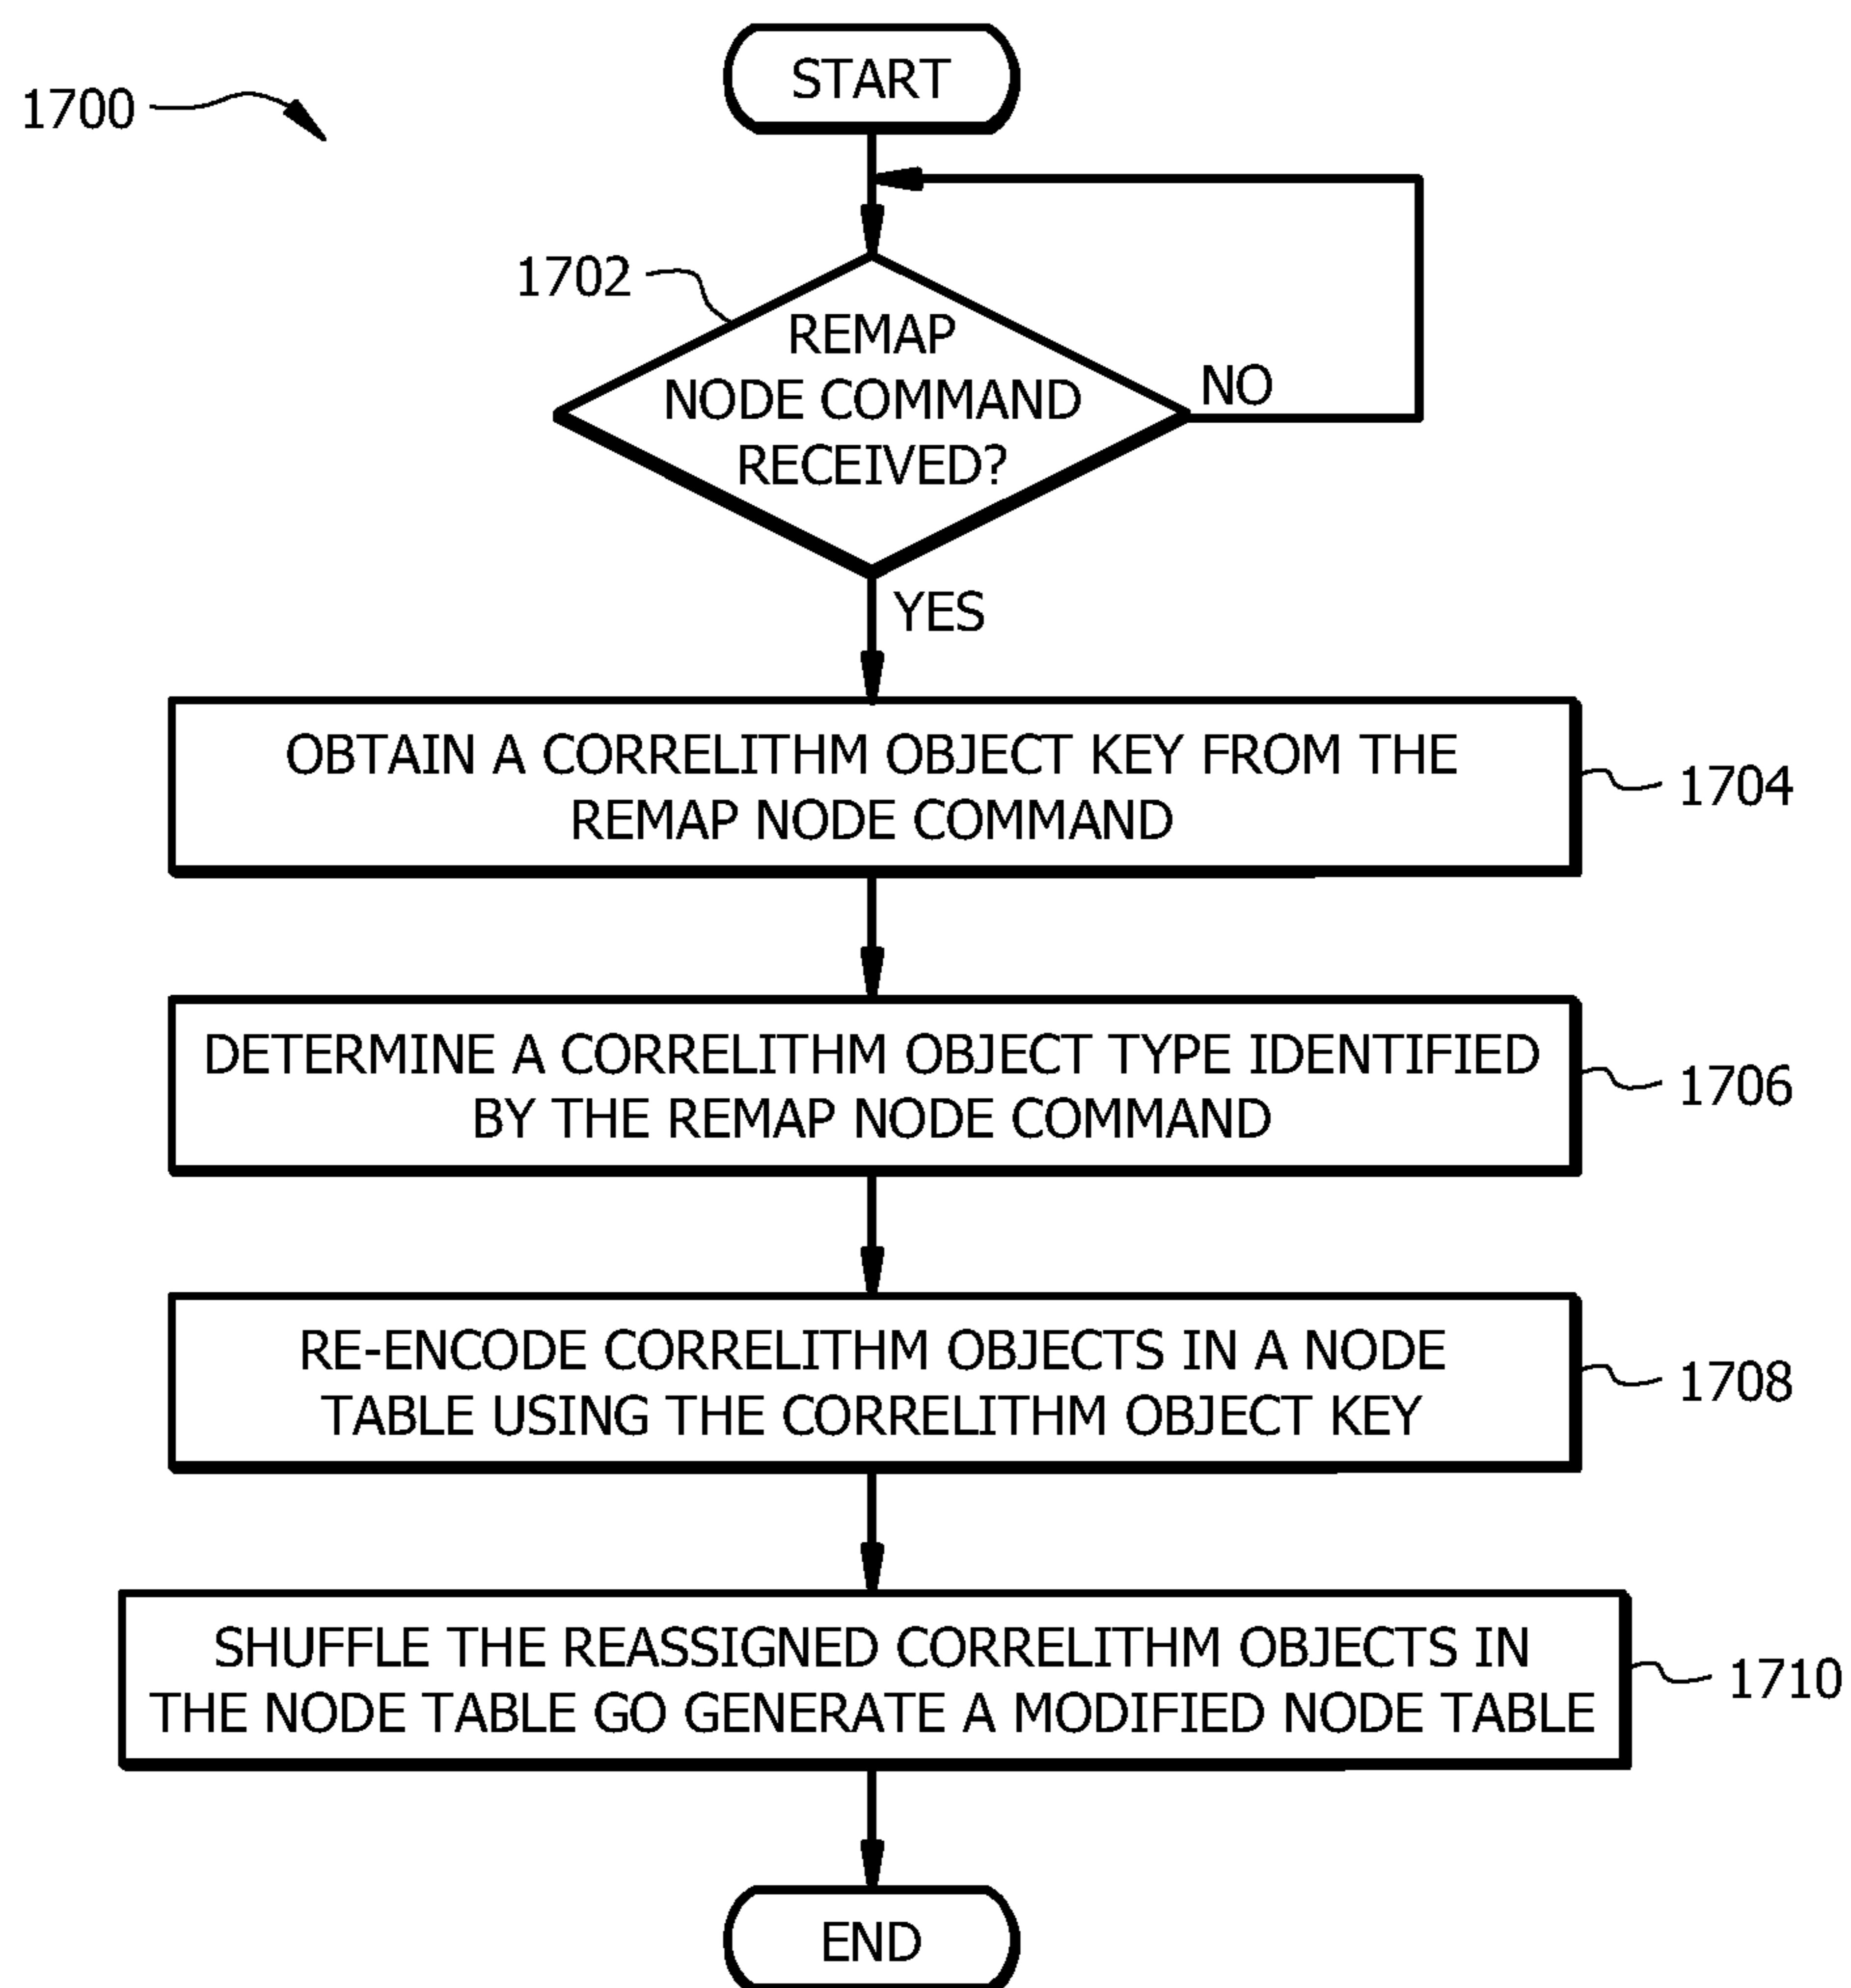 START
1700
1702
REMAP
NODE COMMAND
RECEIVED?
NO
YES
OBTAIN A CORRELITHM OBJECT KEY FROM THE
REMAP NODE COMMAND
1704
DETERMINE A CORRELITHM OBJECT TYPE IDENTIFIED
BY THE REMAP NODE COMMAND
1706
RE-ENCODE CORRELITHM OBJECTS IN A NODE
TABLE USING THE CORRELITHM OBJECT KEY
1708
SHUFFLE THE REASSIGNED CORRELITHM OBJECTS IN
THE NODE TABLE GO GENERATE A MODIFIED NODE TABLE
1710
END